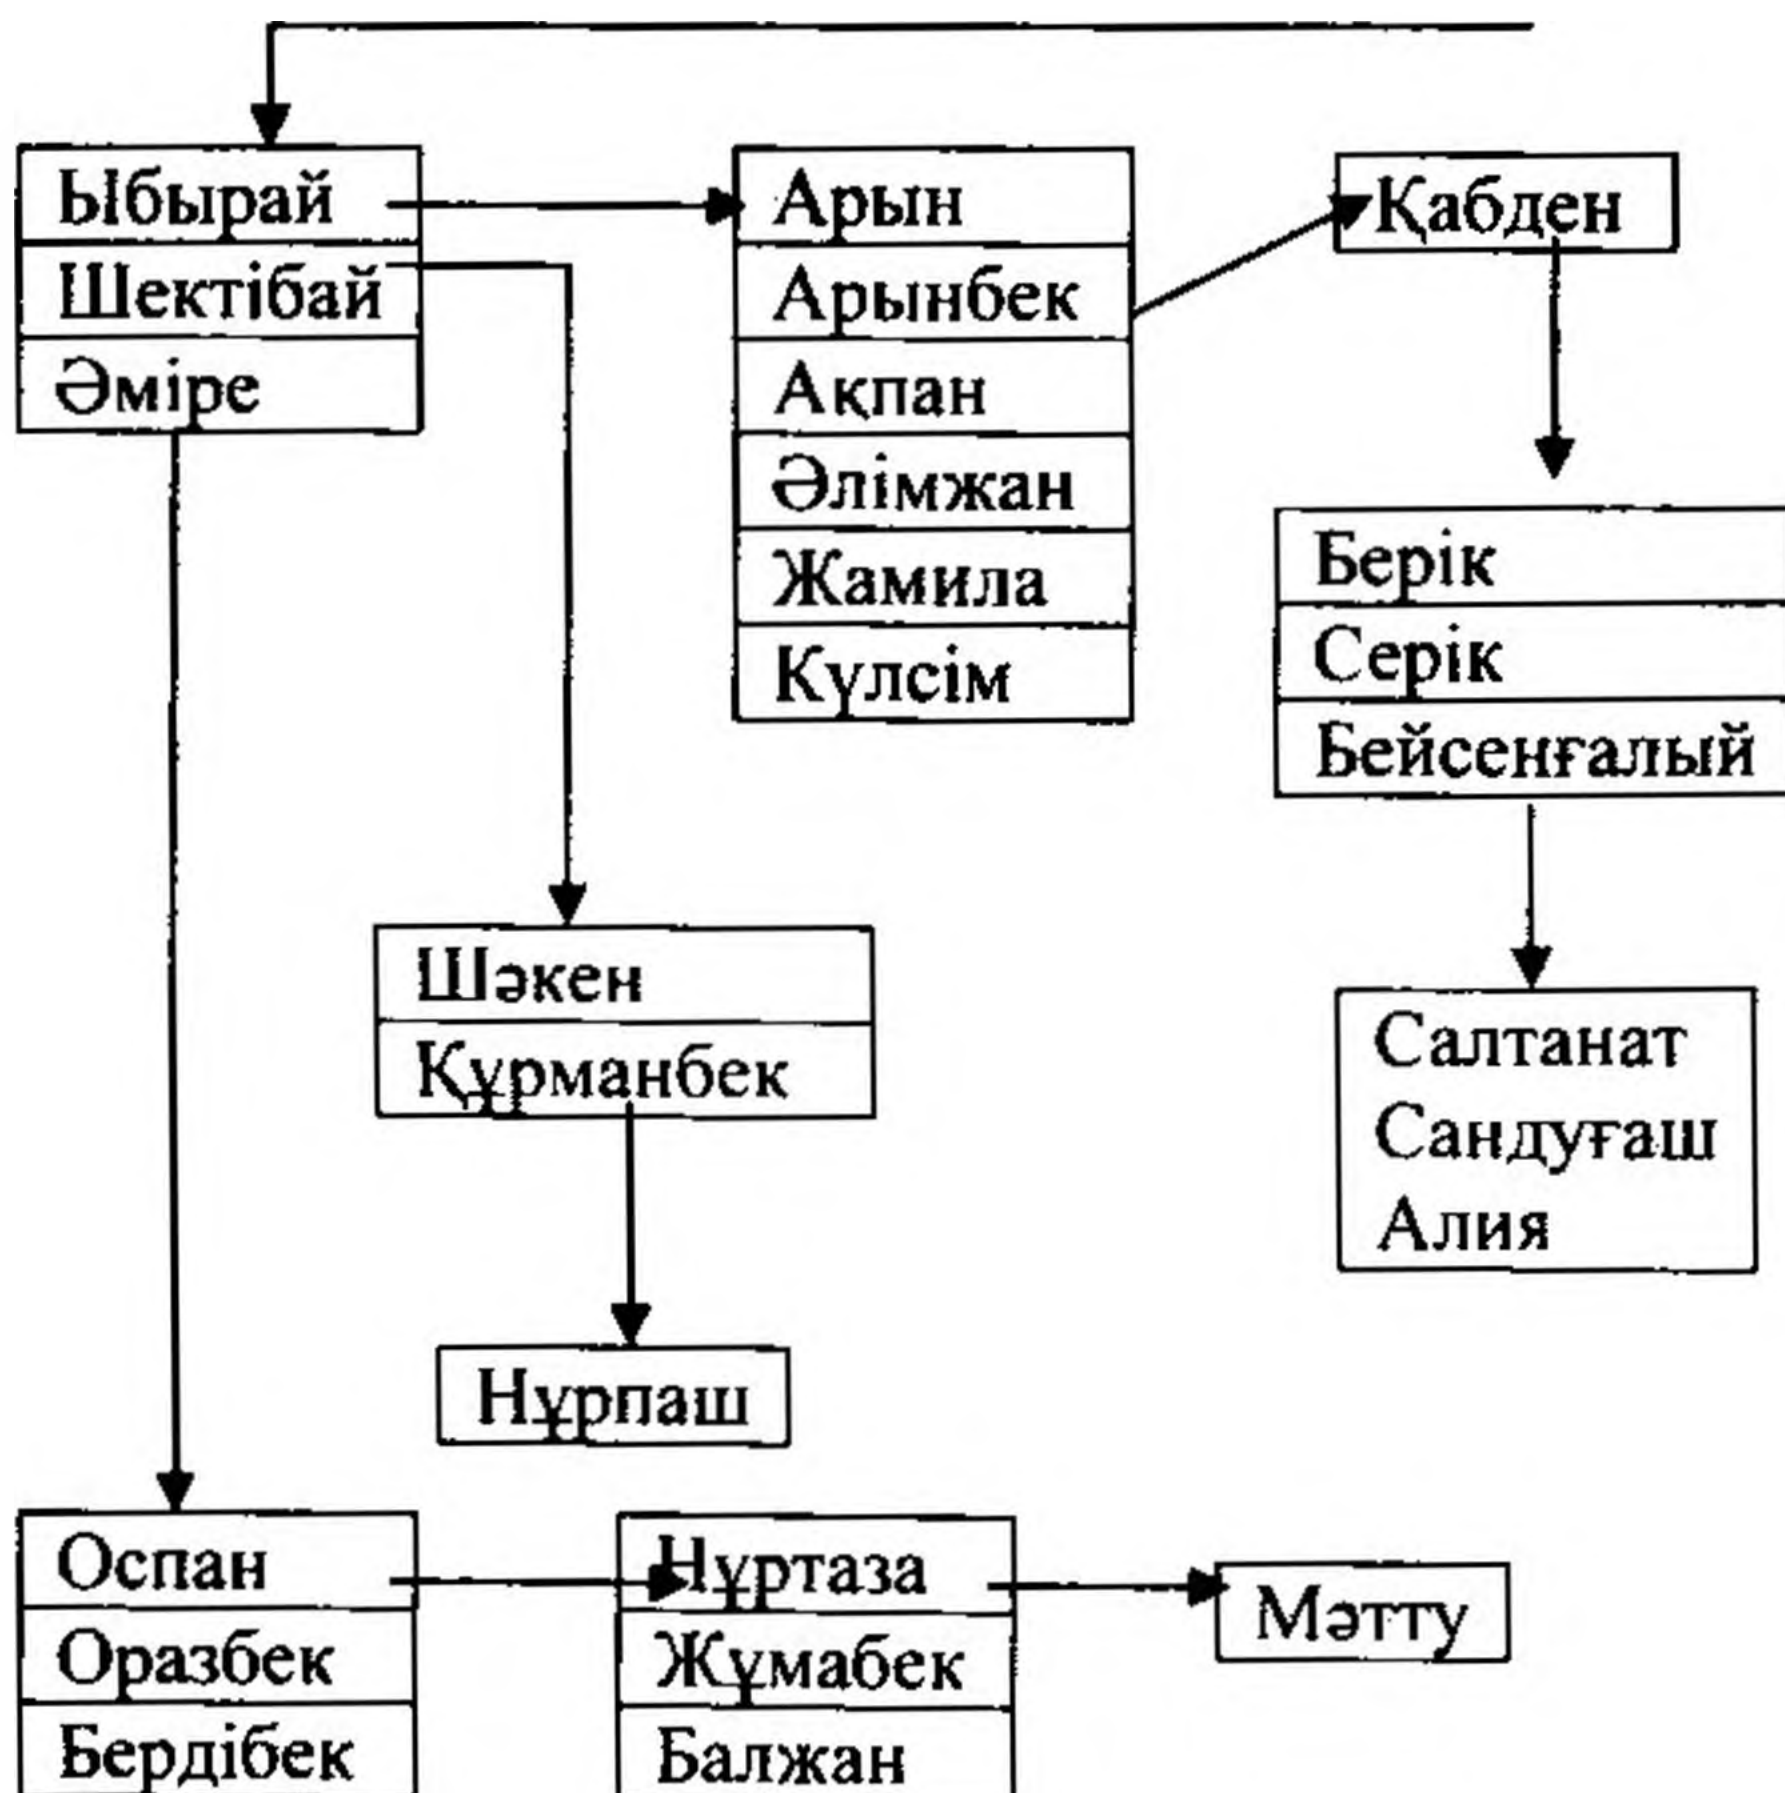 Ыбырай
Шектібай
Әміре
Арын
Арынбек
Ақпан
Әлімжан
Жамила
Күлсім
Қабден
Берік
Серік
Бейсенғалый
Салтанат
Сандуғаш
Алия
Шәкен
Құрманбек
Нұрпаш
Оспан
Оразбек
Бердібек
Нұртаза
Жұмабек
Балжан
Мәтту